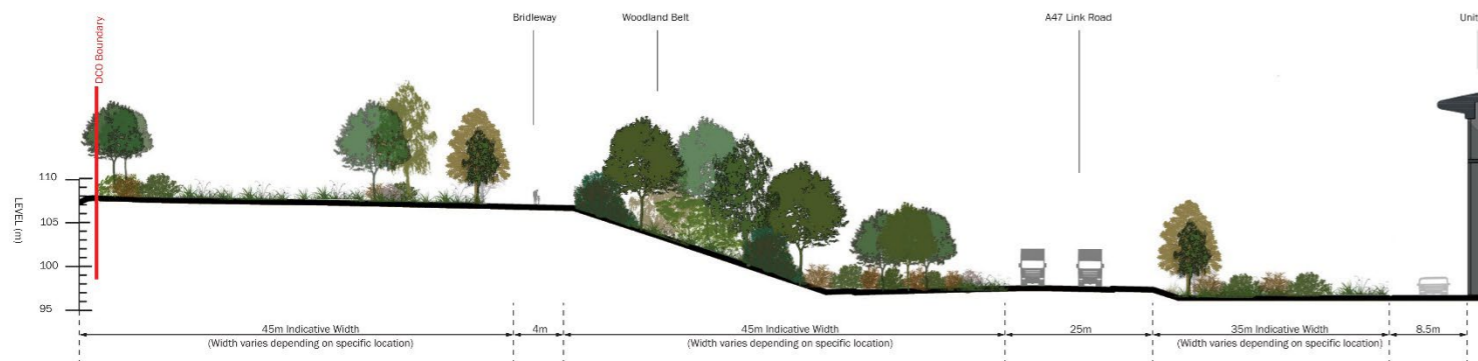 DCO Boundary
Bridleway
Woodland Belt
A47 Link Road
Unit
LEVEL (m)
110
105
100
95
45m Indicative Width
(Width varies depending on specific location)
4m
45m Indicative Width
(Width varies depending on specific location)
25m
35m Indicative Width
(Width varies depending on specific location)
8.5m